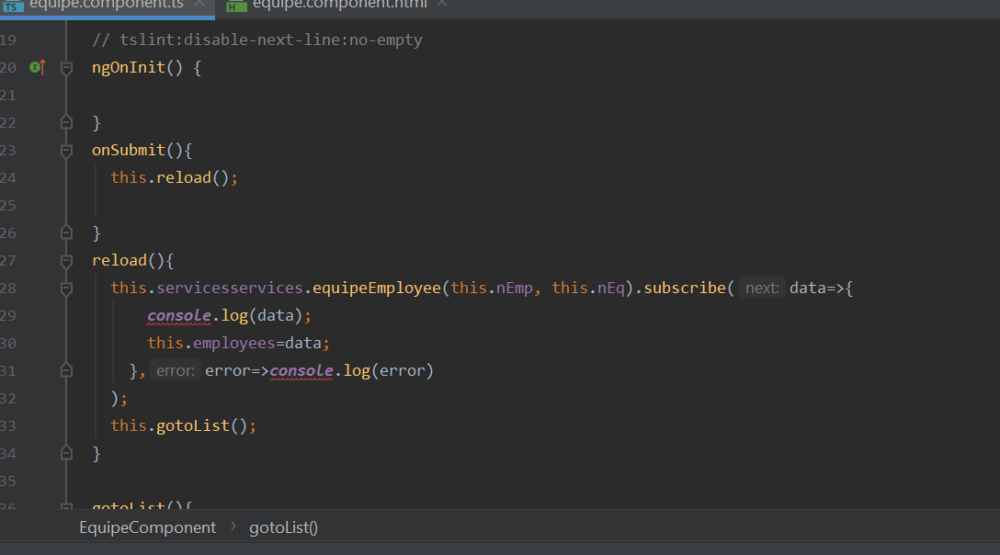 TS equipe.component.ts × H equipe.component.html ×
19 // tslint:disable-next-line:no-empty
20 ngOnInit() {
21
22 }
23 onSubmit(){
24 this.reload();
25
26 }
27 reload(){
28 this.servicesservices.equipeEmployee(this.nEmp, this.nEq).subscribe( next: data=>{
29 console.log(data);
30 this.employees=data;
31 }, error: error=>console.log(error)
32 );
33 this.gotoList();
34 }
35
36 gotoList(){
EquipeComponent > gotoList()